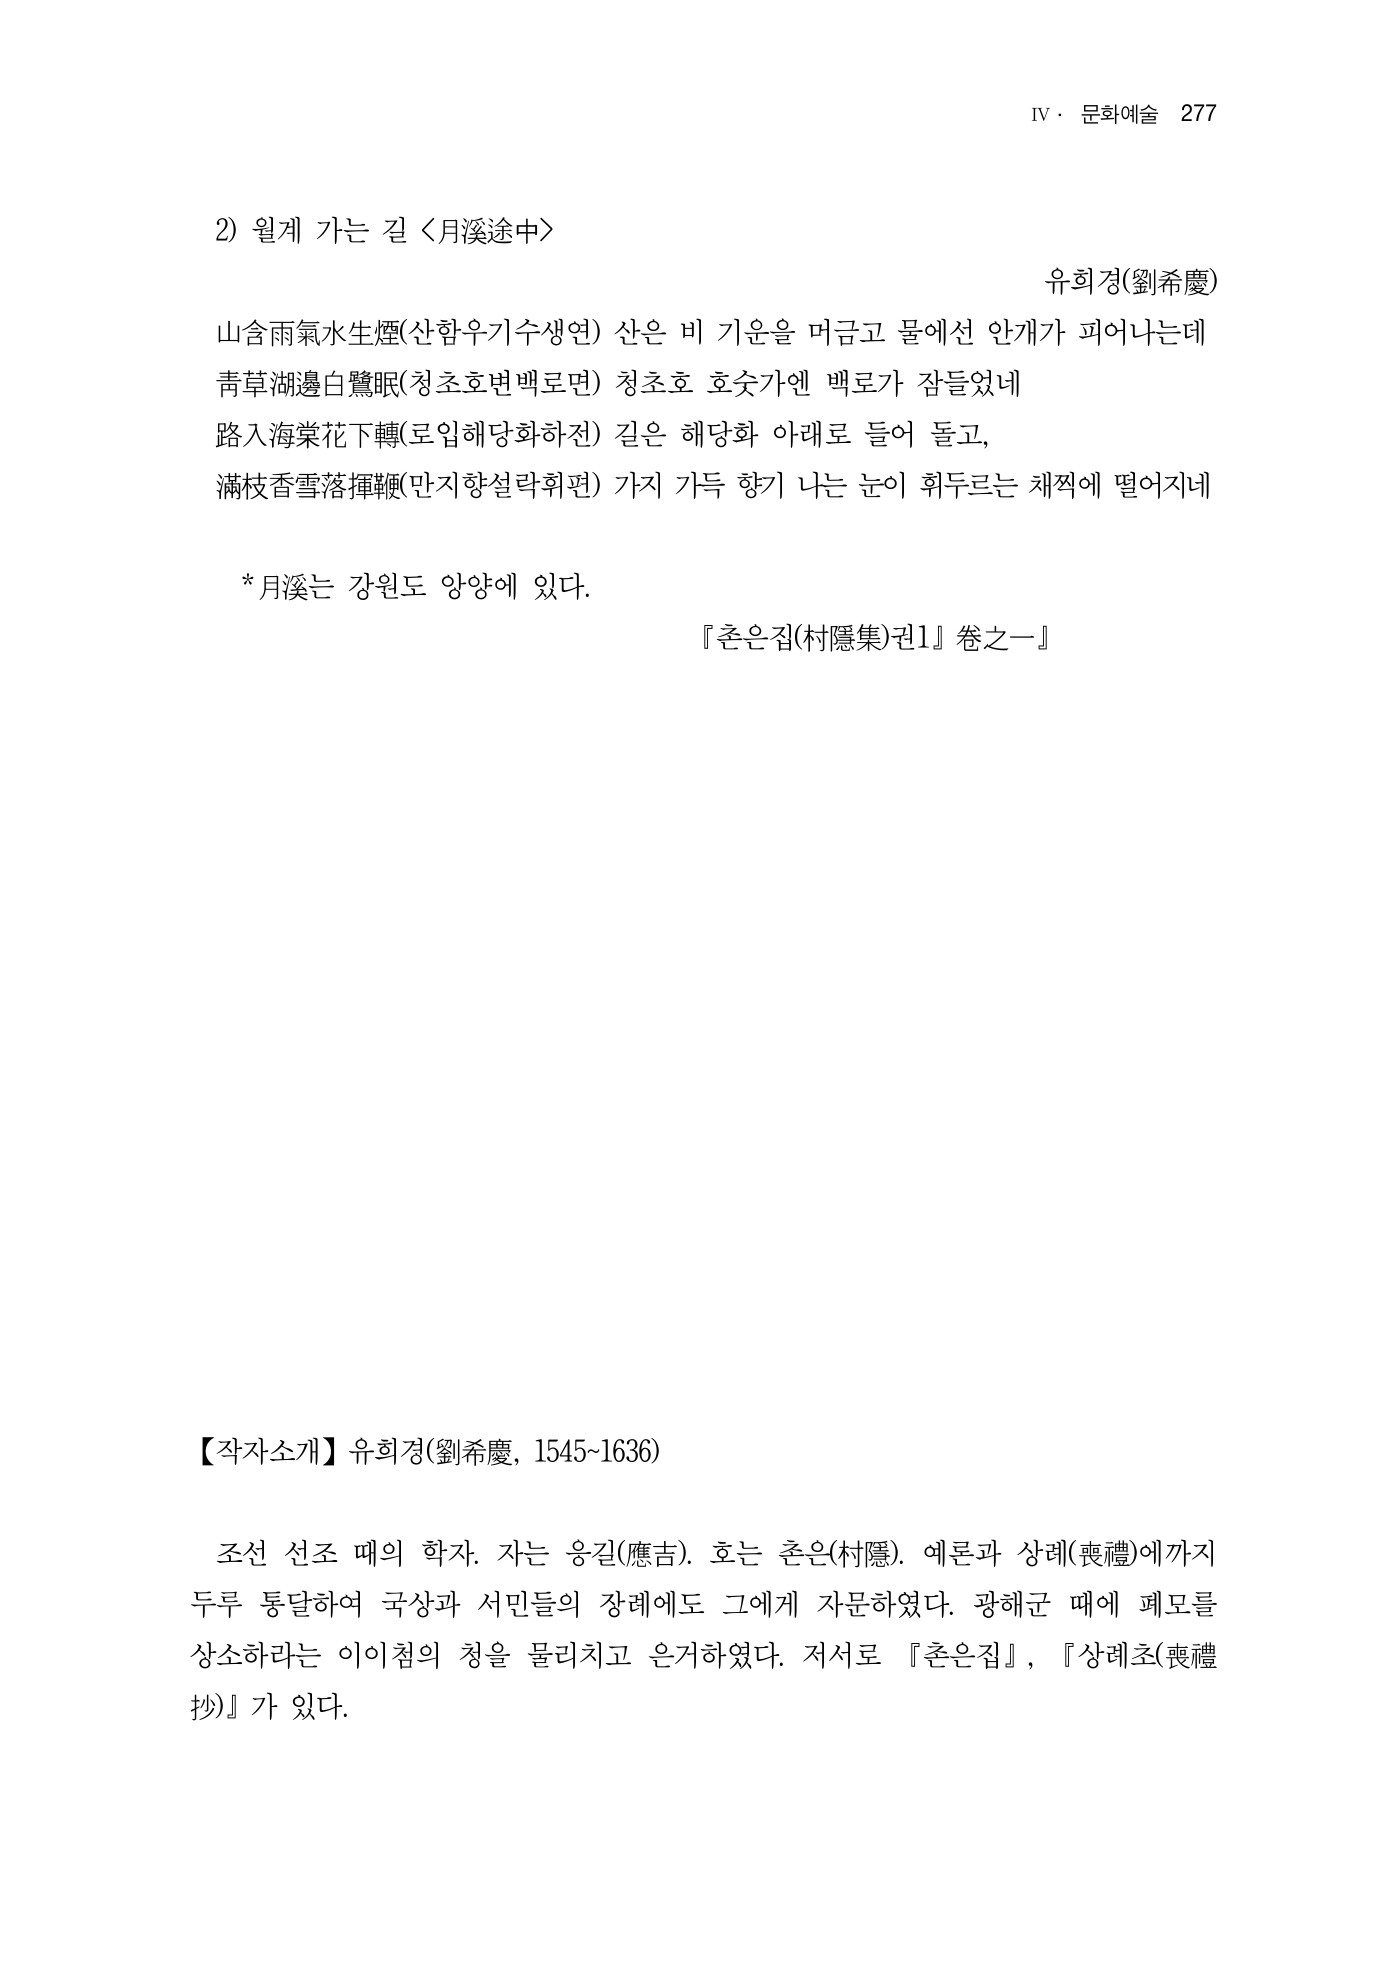 IV · 문화예술 277
2) 월계 가는 길 〈月溪途中〉
유희경(劉希慶)
山含雨氣水生煙(산함우기수생연) 산은 비 기운을 머금고 물에선 안개가 피어나는데
靑草湖邊白鷺眠(청초호변백로면) 청초호 호숫가엔 백로가 잠들었네
路入海棠花下轉(로입해당화하전) 길은 해당화 아래로 들어 돌고,
滿枝香雪落揮鞭(만지향설락휘편) 가지 가득 향기 나는 눈이 휘두르는 채찍에 떨어지네
*月溪는 강원도 앙양에 있다.
『촌은집(村隱集)권1』卷之一』
【작자소개】유희경(劉希慶, 1545~1636)
조선 선조 때의 학자. 자는 응길(應吉). 호는 촌은(村隱). 예론과 상례(喪禮)에까지
두루 통달하여 국상과 서민들의 장례에도 그에게 자문하였다. 광해군 때에 폐모를
상소하라는 이이첨의 청을 물리치고 은거하였다. 저서로 『촌은집』, 『상례초(喪禮
抄)』가 있다.